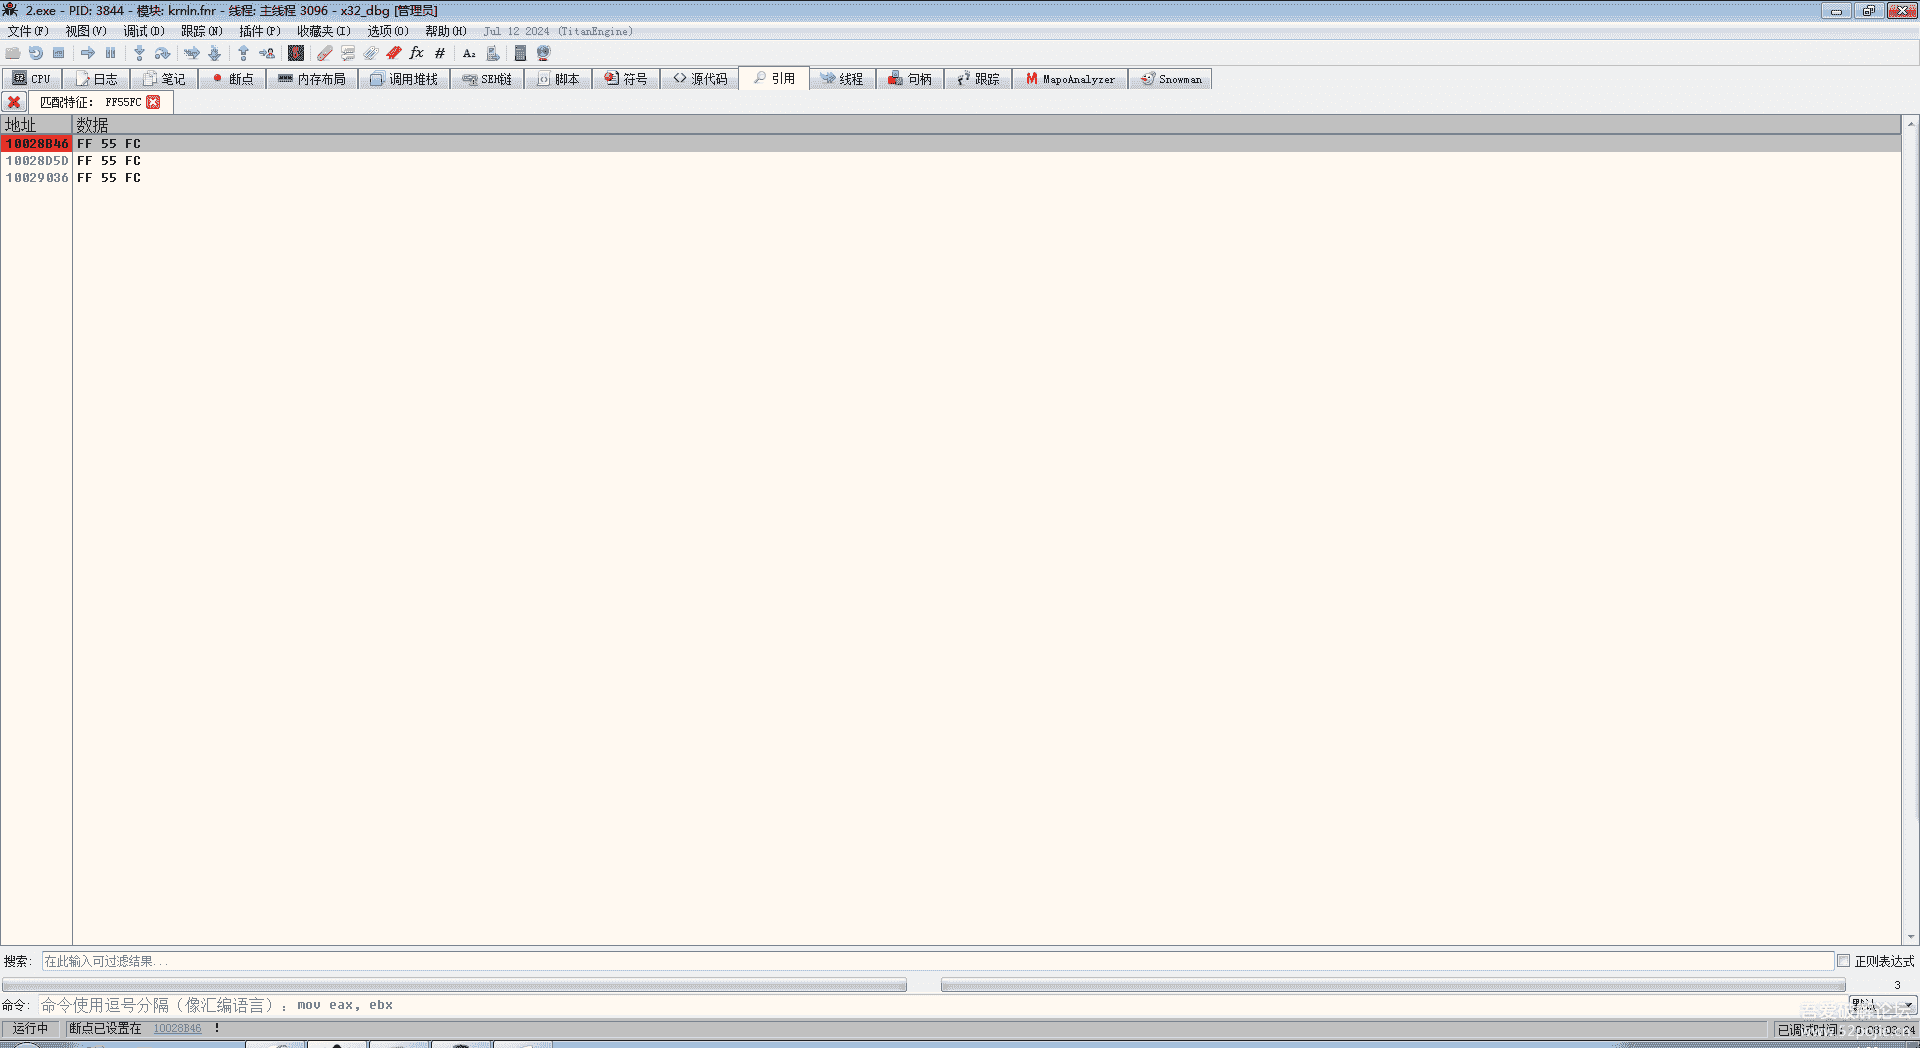 2.exe - PID: 3844 - 模块: krnln.fnr - 线程: 主线程 3096 - x32_dbg [管理员]
文件(F) 视图(V) 调试(D) 跟踪(N) 插件(P) 收藏夹(I) 选项(O) 帮助(H) Jul 12 2024 (TitanEngine)
CPU 日志 笔记 断点 内存布局 调用堆栈 SEH链 脚本 符号 源代码 引用 线程 句柄 跟踪 MapoAnalyzer Snowman
匹配特征: FF55FC
地址 数据
10028B46 FF 55 FC
10028D5D FF 55 FC
10029036 FF 55 FC
搜索: 在此输入可过滤结果... 正则表达式
3
命令: 命令使用逗号分隔（像汇编语言）: mov eax, ebx 默认
运行中 断点已设置在 10028B46 ! 已调试时间: 0:08:03:24